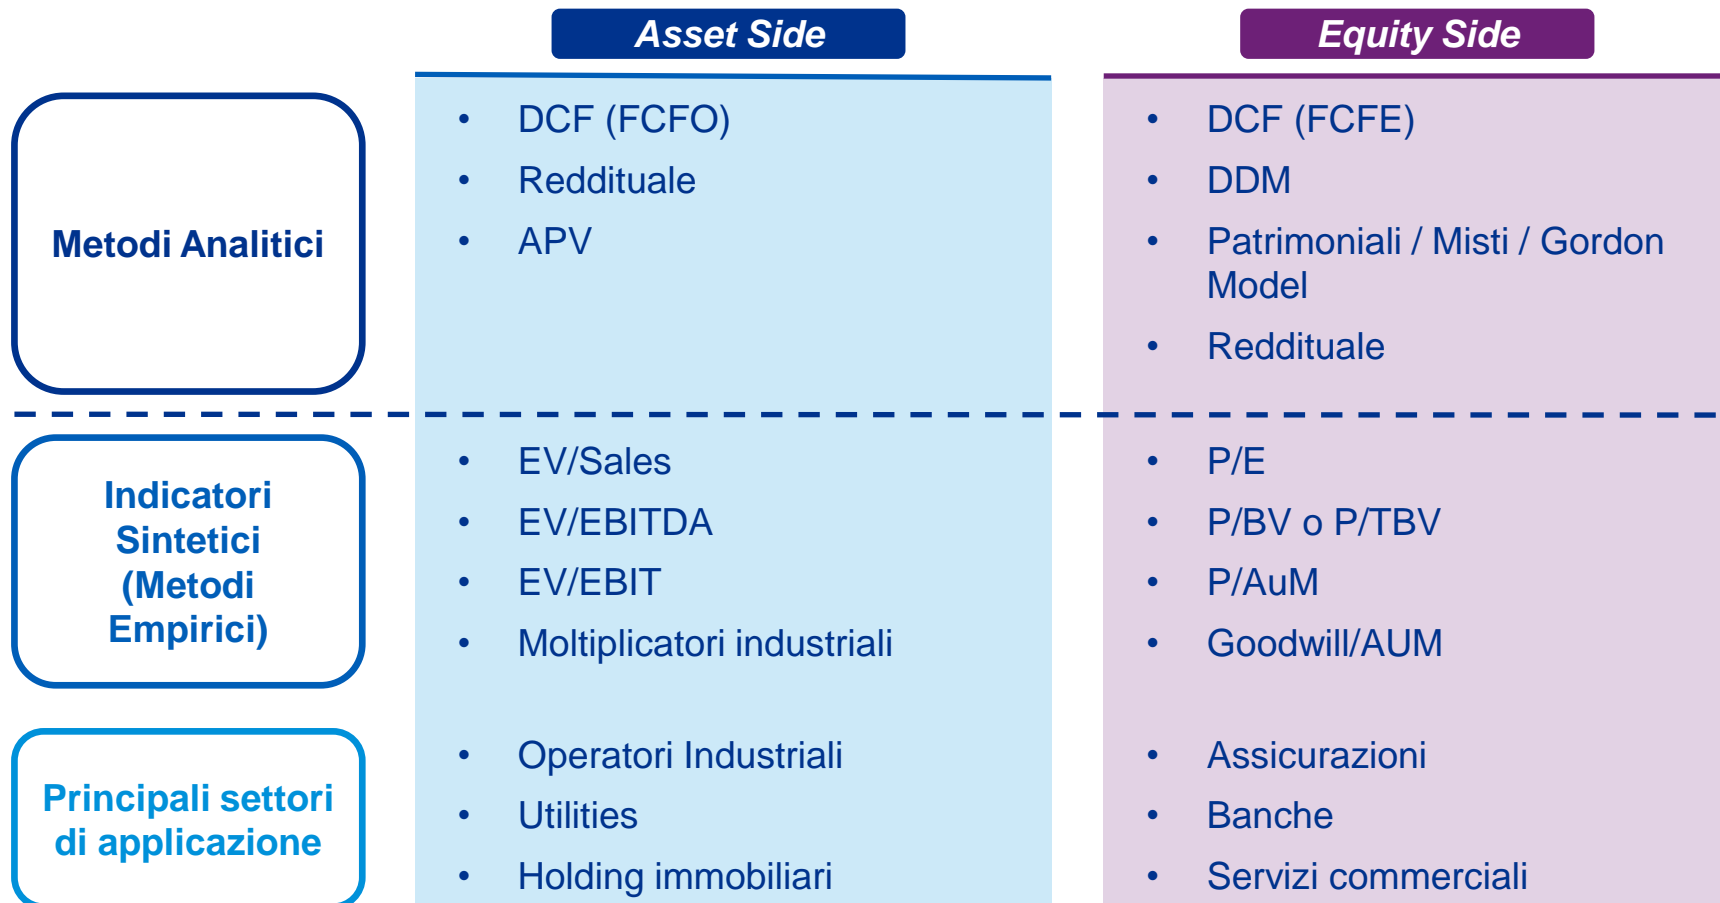 Asset Side
Equity Side
Metodi Analitici
• DCF (FCFO)
• Reddituale
• APV
• DCF (FCFE)
• DDM
• Patrimoniali / Misti / Gordon
Model
• Reddituale
Indicatori
Sintetici
(Metodi
Empirici)
• EV/Sales
• EV/EBITDA
• EV/EBIT
• Moltiplicatori industriali
• P/E
• P/BV o P/TBV
• P/AuM
• Goodwill/AUM
Principali settori
di applicazione
• Operatori Industriali
• Utilities
• Holding immobiliari
• Assicurazioni
• Banche
• Servizi commerciali